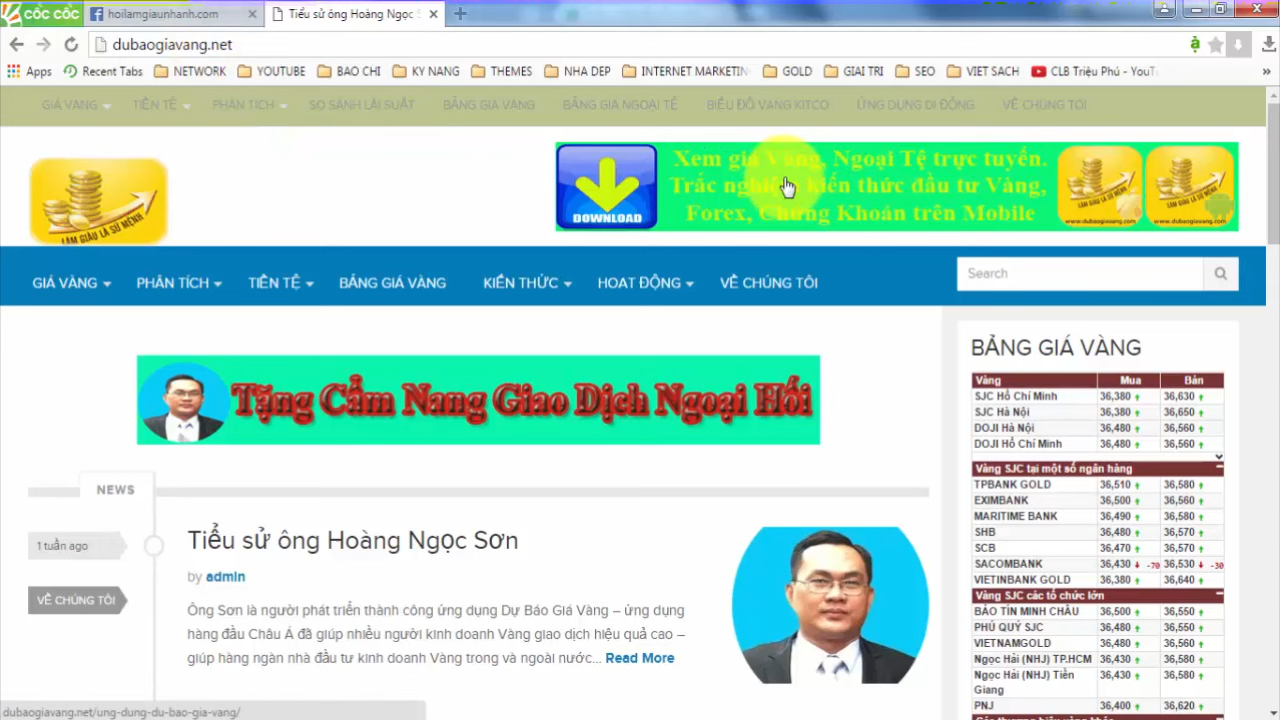 CỐC CỐC
hoilamgiaunhanh.com
Tiểu sử ông Hoàng Ngọc S
dubaogiavang.net
Apps
Recent Tabs
NETWORK
YOUTUBE
BAO CHI
KY NANG
THEMES
NHA DEP
INTERNET MARKETIN
GOLD
GIAI TRI
SEO
VIET SACH
CLB Triệu Phú - YouT
»
GIÁ VÀNG
TIỀN TỆ
PHÂN TÍCH
SO SÁNH LÃI SUẤT
BẢNG GIÁ VÀNG
BẢNG GIÁ NGOẠI TỆ
BIỂU ĐỒ VÀNG KITCO
ỨNG DỤNG DI ĐỘNG
VỀ CHÚNG TÔI
LÀM GIÀU LÀ SỨ MỆNH
DOWNLOAD
Xem giá Vàng, Ngoại Tệ trực tuyến.
Trắc nghiệm kiến thức đầu tư Vàng,
Forex, Chứng Khoán trên Mobile
LÀM GIÀU LÀ SỨ MỆNH
www.dubaogiavang.com
LÀM GIÀU LÀ SỨ MỆNH
www.dubaogiavang.com
GIÁ VÀNG
PHÂN TÍCH
TIỀN TỆ
BẢNG GIÁ VÀNG
KIẾN THỨC
HOẠT ĐỘNG
VỀ CHÚNG TÔI
Search
Tặng Cẩm Nang Giao Dịch Ngoại Hối
NEWS
1 tuần ago
VỀ CHÚNG TÔI
Tiểu sử ông Hoàng Ngọc Sơn
by admin
Ông Sơn là người phát triển thành công ứng dụng Dự Báo Giá Vàng – ứng dụng
hàng đầu Châu Á đã giúp nhiều người kinh doanh Vàng giao dịch hiệu quả cao –
giúp hàng ngàn nhà đầu tư kinh doanh Vàng trong và ngoài nước... Read More
BẢNG GIÁ VÀNG
Vàng Mua Bán
SJC Hồ Chí Minh 36,380 36,630
SJC Hà Nội 36,380 36,650
DOJI Hà Nội 36,480 36,560
DOJI Hồ Chí Minh 36,480 36,560
Vàng SJC tại một số ngân hàng
TPBANK GOLD 36,510 36,580
EXIMBANK 36,500 36,560
MARITIME BANK 36,490 36,580
SHB 36,480 36,570
SCB 36,470 36,570
SACOMBANK 36,430 -70 36,530 -30
VIETINBANK GOLD 36,380 36,640
Vàng SJC các tổ chức lớn
BẢO TÍN MINH CHÂU 36,500 36,550
PHÚ QUÝ SJC 36,480 36,550
VIETNAMGOLD 36,480 36,560
Ngọc Hải (NHJ) TP.HCM 36,430 36,580
Ngọc Hải (NHJ) Tiền
Giang 36,430 36,580
PNJ 36,400 36,620
dubaogiavang.net/ung-dung-du-bao-gia-vang/